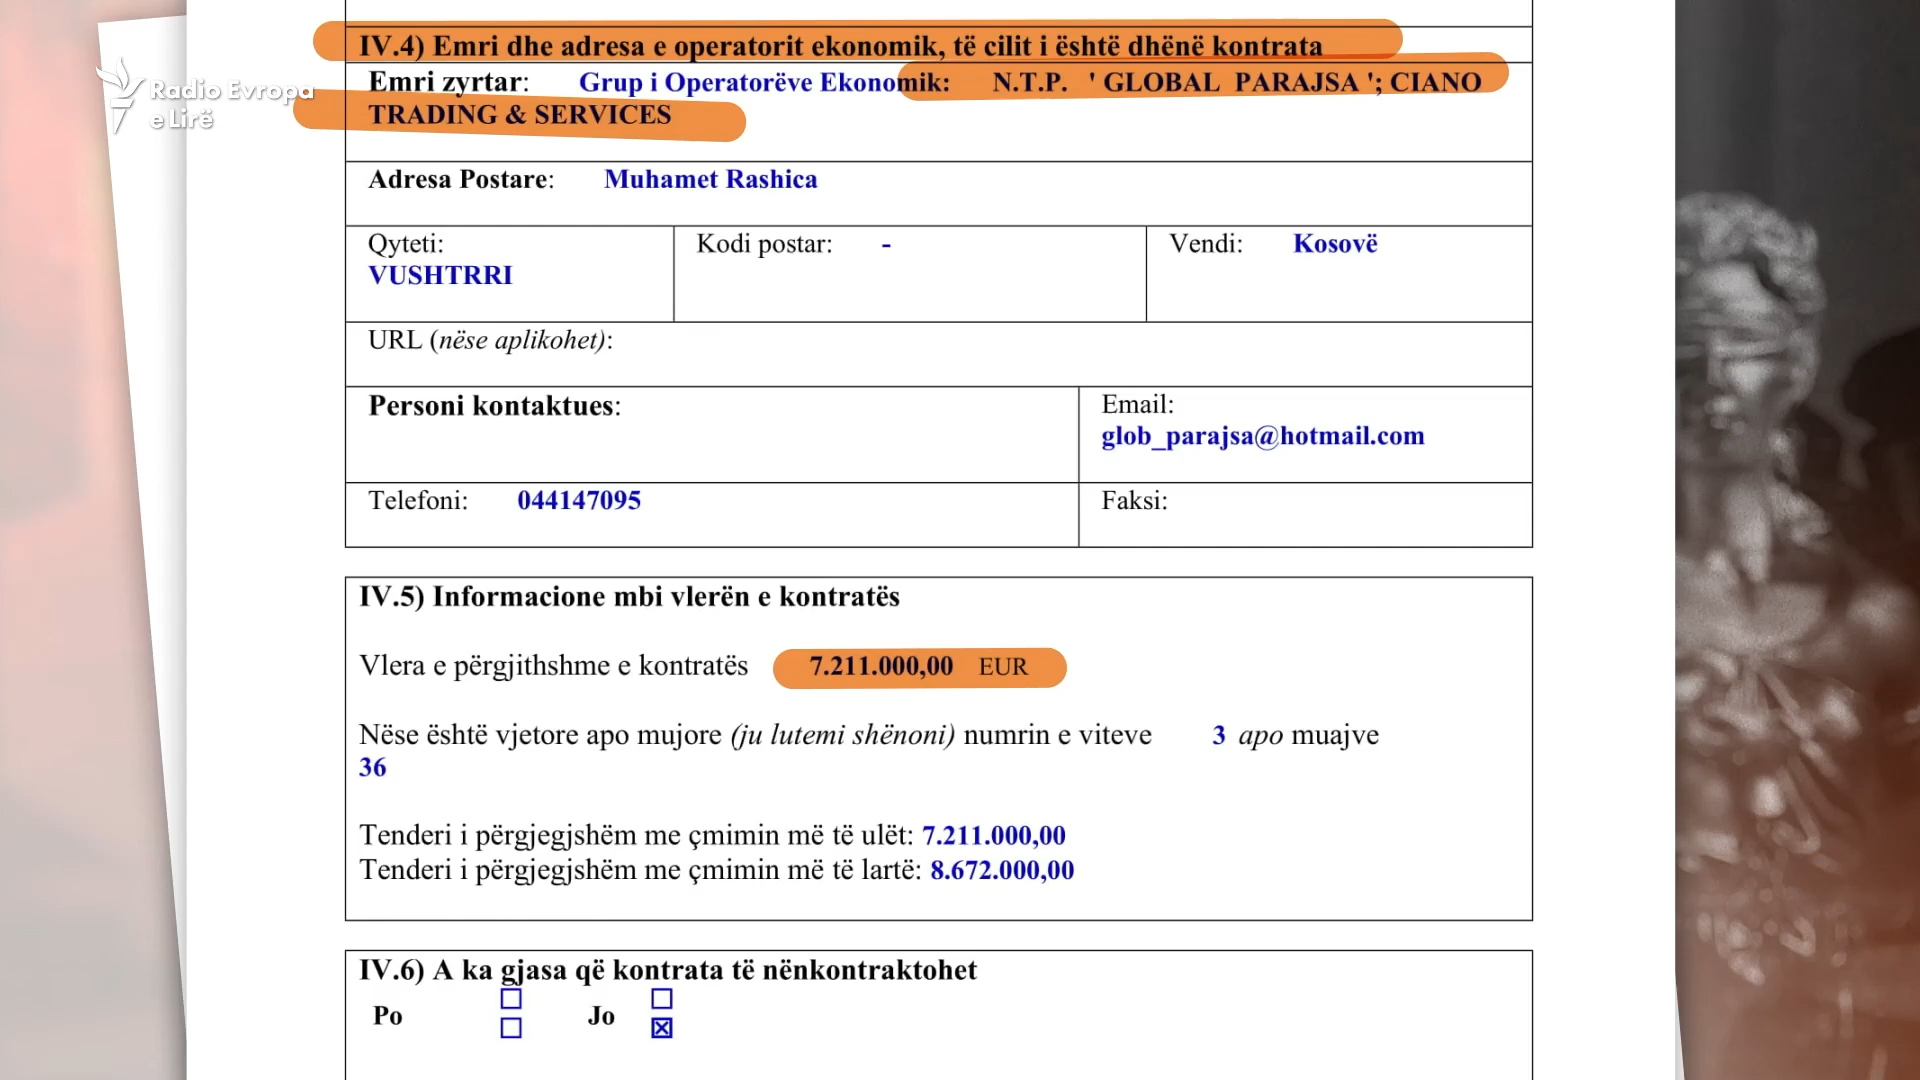 Radio Evropa
e Lirë
IV.4) Emri dhe adresa e operatorit ekonomik, të cilit i është dhënë kontrata
Emri zyrtar: Grup i Operatorëve Ekonomik: N.T.P. ' GLOBAL PARAJSA '; CIANO
TRADING & SERVICES
Adresa Postare: Muhamet Rashica
Qyteti: Kodi postar: - Vendi: Kosovë
VUSHTRRI
URL (nëse aplikohet):
Personi kontaktues: Email:
glob_parajsa@hotmail.com
Telefoni: 044147095 Faksi:
IV.5) Informacione mbi vlerën e kontratës
Vlera e përgjithshme e kontratës 7.211.000,00 EUR
Nëse është vjetore apo mujore (ju lutemi shënoni) numrin e viteve 3 apo muajve
36
Tenderi i përgjegjshëm me çmimin më të ulët: 7.211.000,00
Tenderi i përgjegjshëm me çmimin më të lartë: 8.672.000,00
IV.6) A ka gjasa që kontrata të nënkontraktohet
Po ☐ ☐ Jo ☐ ☒